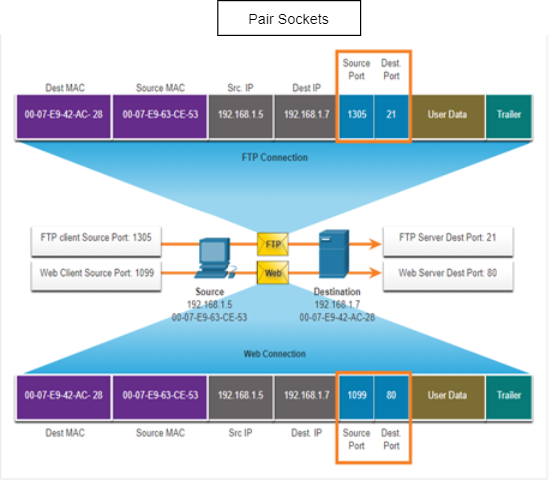 Pair Sockets
Source Port
Dest. Port
Dest MAC
Source MAC
Src. IP
Dest IP
00-07-E9-42-AC- 28
00-07-E9-63-CE-53
192.168.1.5
192.168.1.7
1305
21
User Data
Trailer
FTP Connection
FTP client Source Port: 1305
FTP
FTP Server Dest Port: 21
Web Client Source Port: 1099
Web
Web Server Dest Port: 80
Source
192.168.1.5
00-07-E9-63-CE-53
Destination
192.168.1.7
00-07-E9-42-AC-28
Web Connection
00-07-E9-42-AC- 28
00-07-E9-63-CE-53
192.168.1.5
192.168.1.7
1099
80
User Data
Trailer
Dest MAC
Source MAC
Src IP
Dest. IP
Source Port
Dest. Port